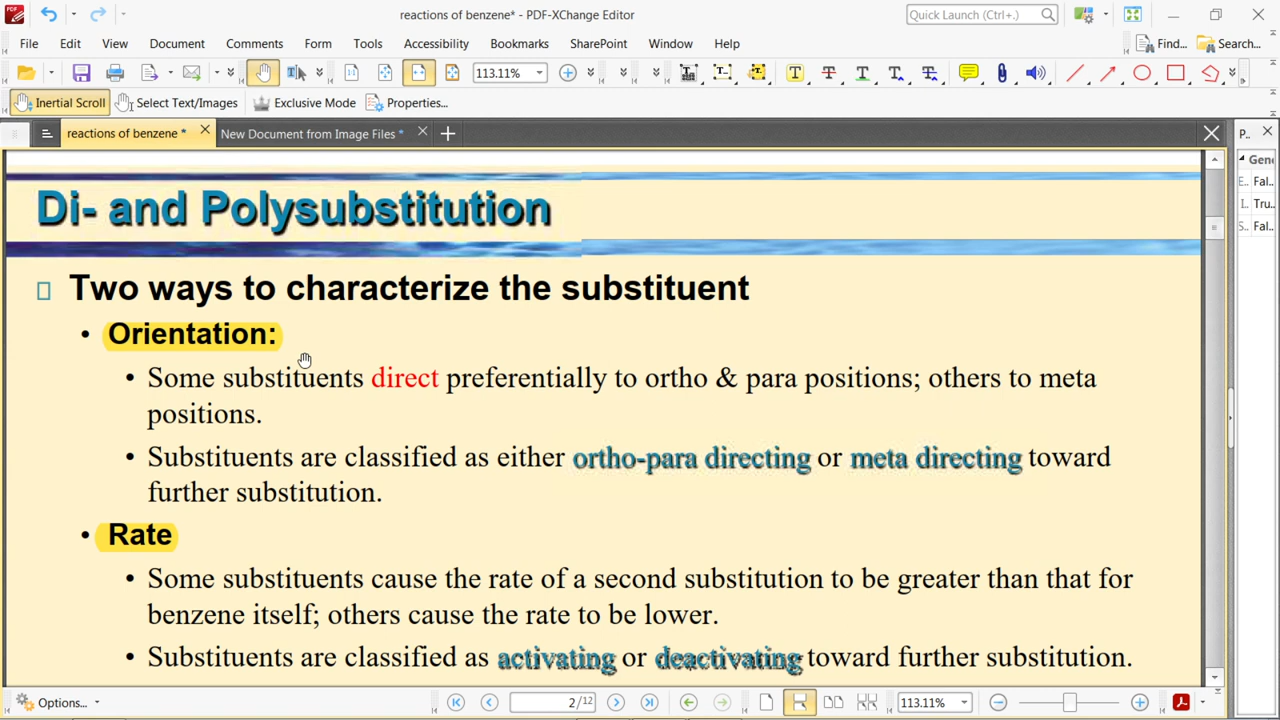 reactions of benzene* - PDF-XChange Editor
Quick Launch (Ctrl+.)
File Edit View Document Comments Form Tools Accessibility Bookmarks SharePoint Window Help
Find... Search...
113.11%
Inertial Scroll Select Text/Images Exclusive Mode Properties...
reactions of benzene * New Document from Image Files *
P..
Di- and Polysubstitution
Gene
E.. Fal..
I.. Tru..
S.. Fal..
Two ways to characterize the substituent
• Orientation:
• Some substituents direct preferentially to ortho & para positions; others to meta
positions.
• Substituents are classified as either ortho-para directing or meta directing toward
further substitution.
• Rate
• Some substituents cause the rate of a second substitution to be greater than that for
benzene itself; others cause the rate to be lower.
• Substituents are classified as activating or deactivating toward further substitution.
Options... 2/12 113.11%